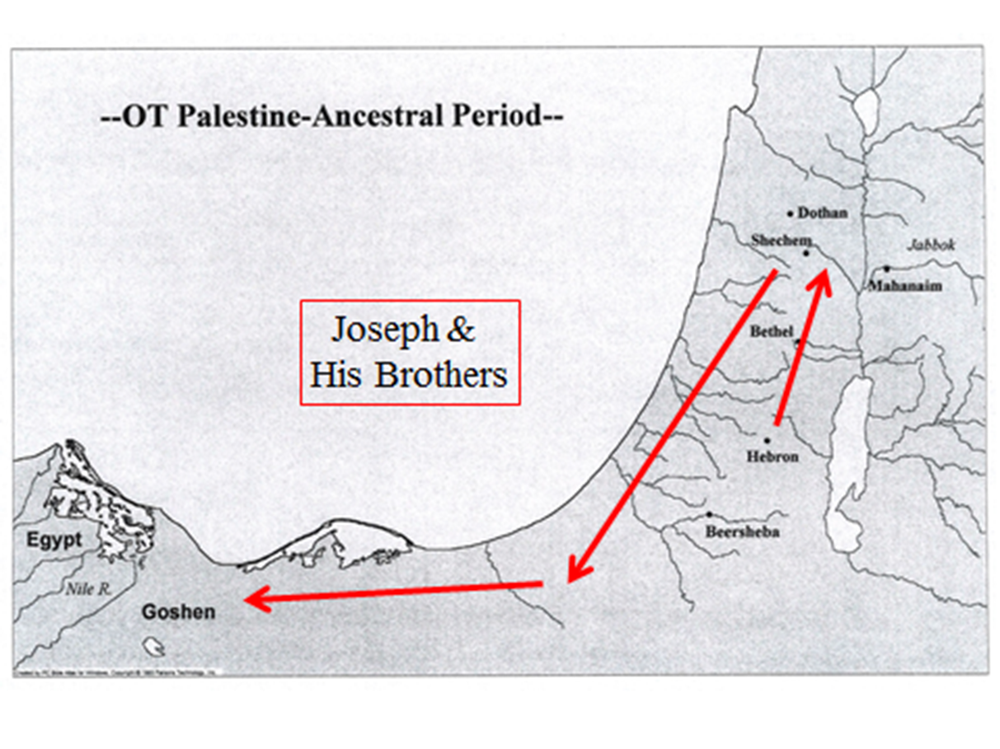 --OT Palestine-Ancestral Period--
Dothan
Shechem
Jabbok
Mahanaim
Joseph &
His Brothers
Bethel
Hebron
Beersheba
Egypt
Nile R.
Goshen